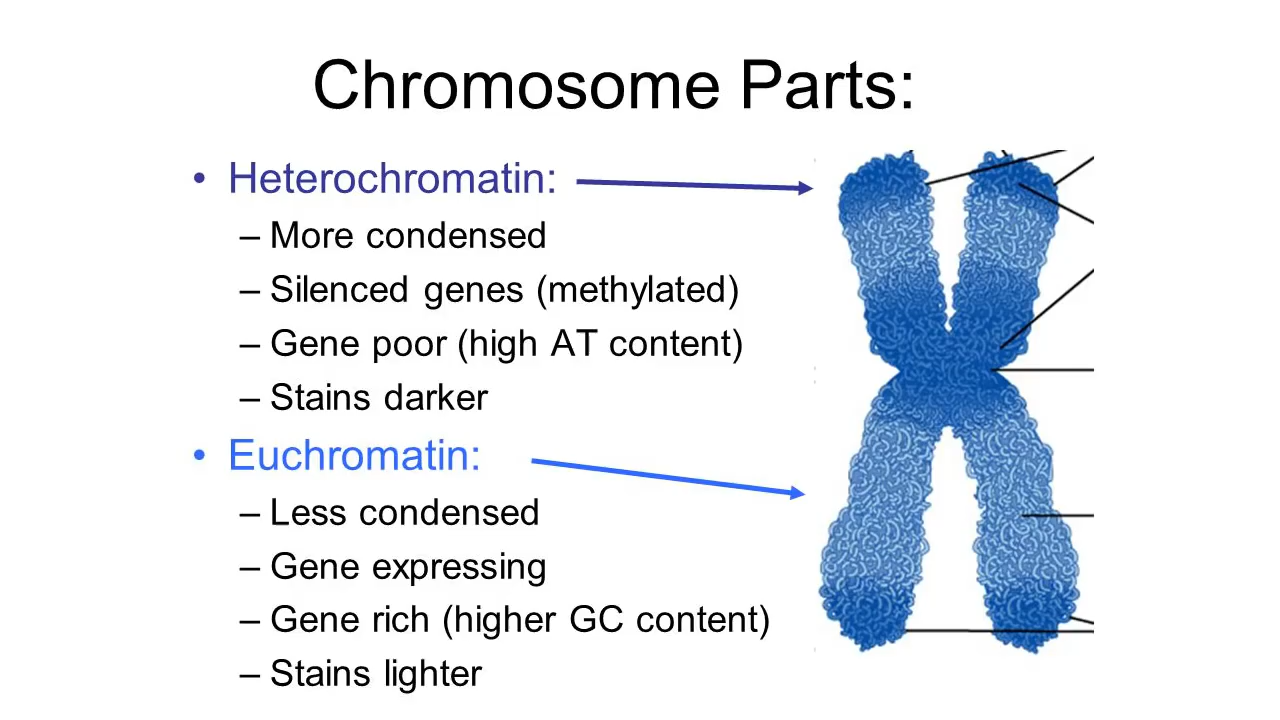 Chromosome Parts:
• Heterochromatin:
– More condensed
– Silenced genes (methylated)
– Gene poor (high AT content)
– Stains darker
• Euchromatin:
– Less condensed
– Gene expressing
– Gene rich (higher GC content)
– Stains lighter